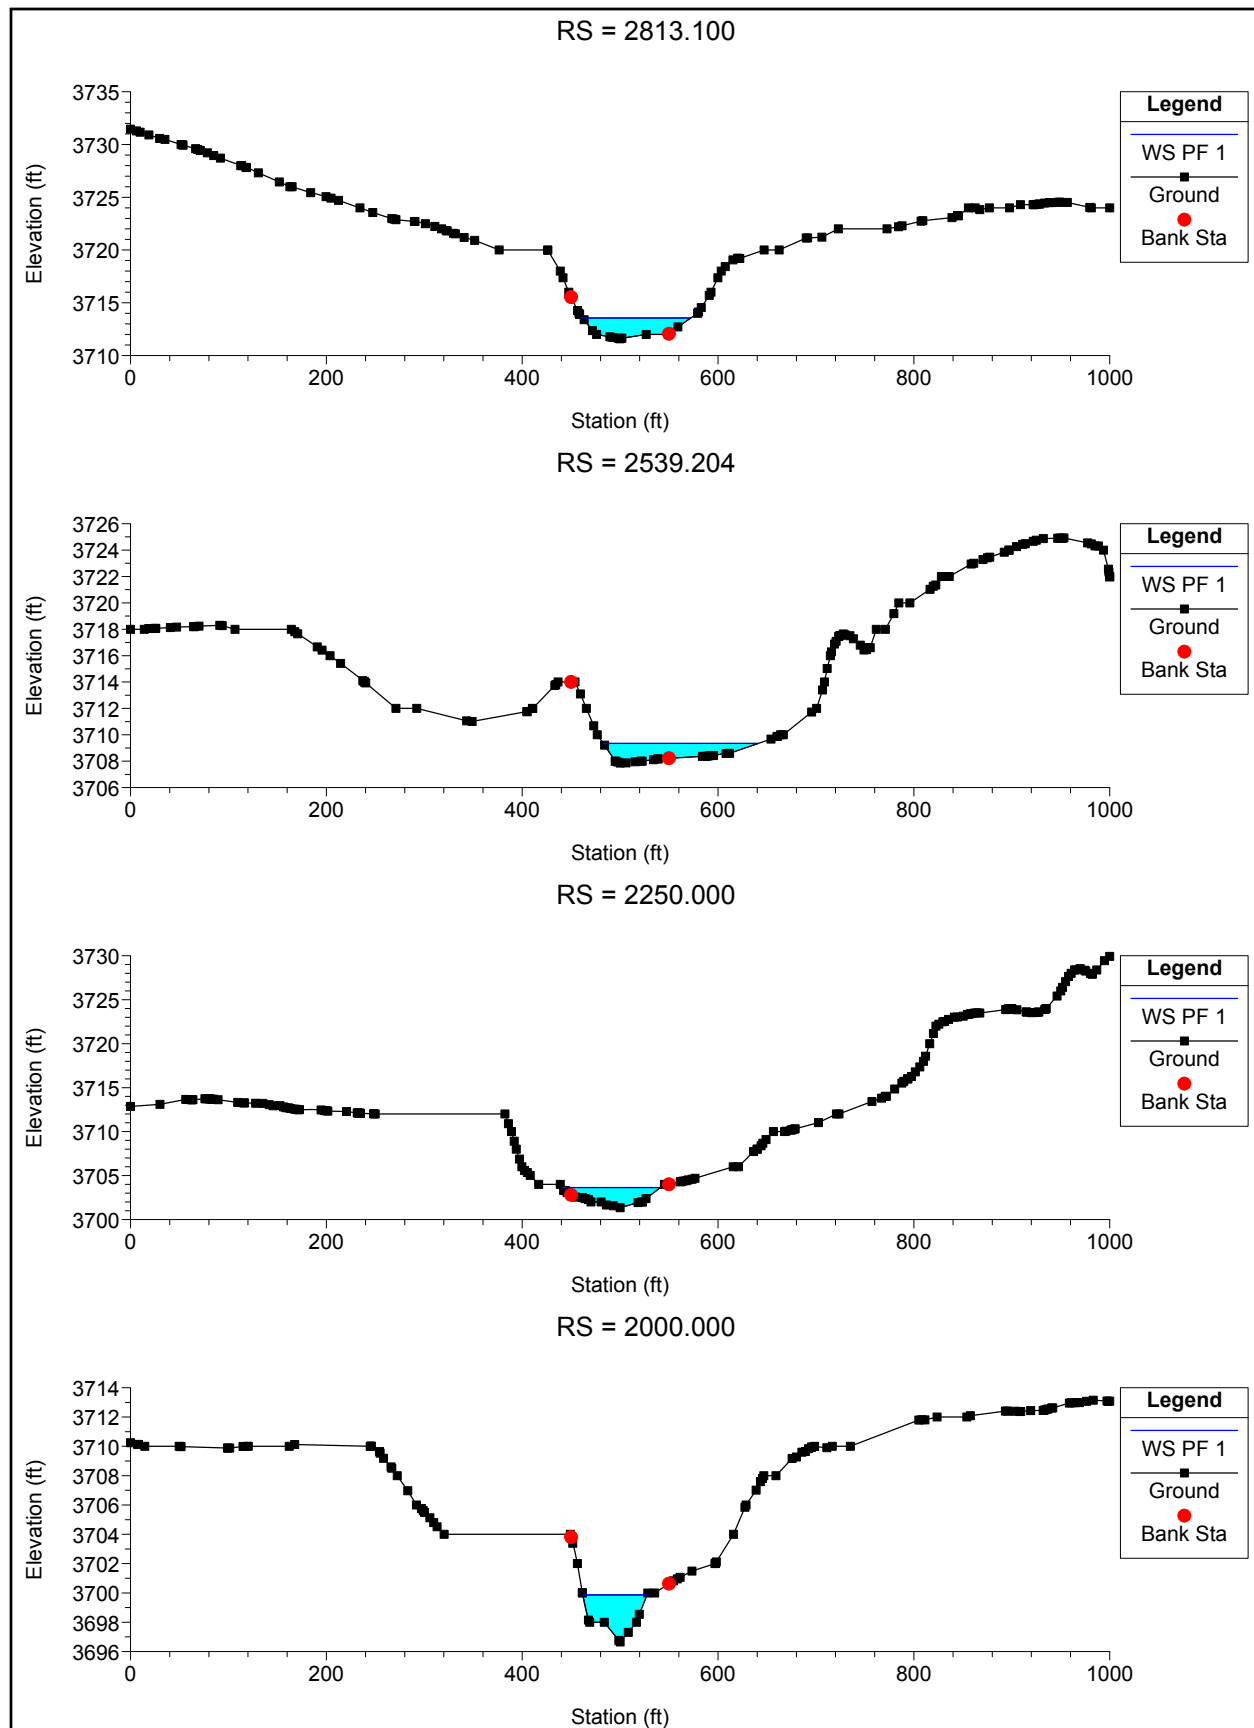 RS = 2813.100
3735
3730
3725
3720
3715
3710
Elevation (ft)
0 200 400 600 800 1000
Station (ft)
Legend
WS PF 1
Ground
Bank Sta
RS = 2539.204
3726
3724
3722
3720
3718
3716
3714
3712
3710
3708
3706
Elevation (ft)
0 200 400 600 800 1000
Station (ft)
Legend
WS PF 1
Ground
Bank Sta
RS = 2250.000
3730
3725
3720
3715
3710
3705
3700
Elevation (ft)
0 200 400 600 800 1000
Station (ft)
Legend
WS PF 1
Ground
Bank Sta
RS = 2000.000
3714
3712
3710
3708
3706
3704
3702
3700
3698
3696
Elevation (ft)
0 200 400 600 800 1000
Station (ft)
Legend
WS PF 1
Ground
Bank Sta